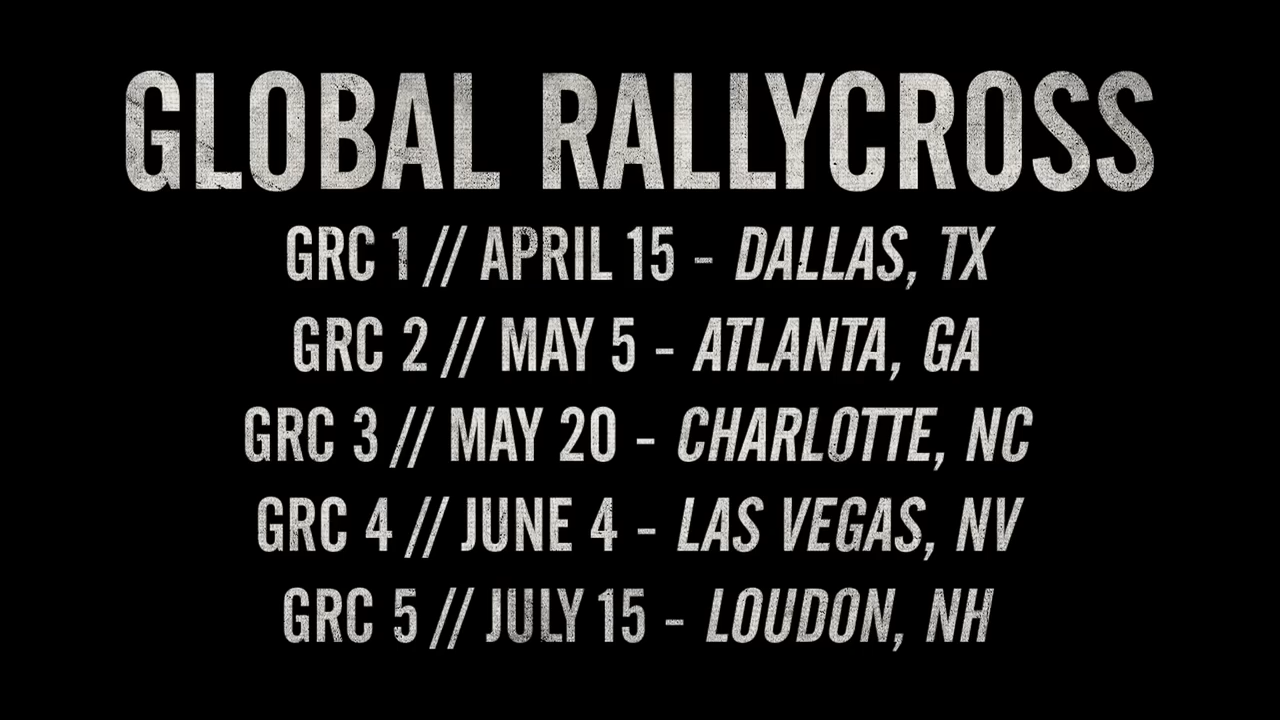 GLOBAL RALLYCROSS
GRC 1 // APRIL 15 - DALLAS, TX
GRC 2 // MAY 5 - ATLANTA, GA
GRC 3 // MAY 20 - CHARLOTTE, NC
GRC 4 // JUNE 4 - LAS VEGAS, NV
GRC 5 // JULY 15 - LOUDON, NH